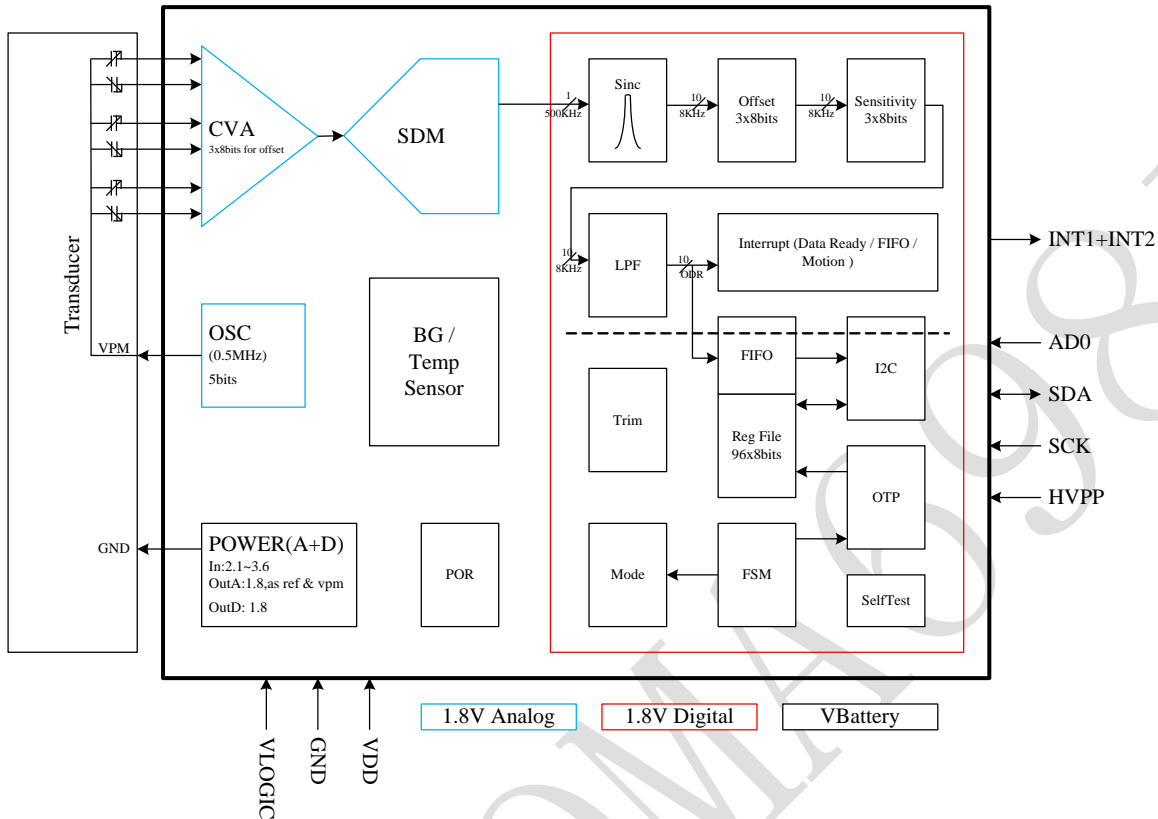 Transducer
VPM
GND
CVA
3x8bits for offset
SDM
OSC
(0.5MHz)
5bits
BG /
Temp
Sensor
POWER(A+D)
In:2.1~3.6
OutA:1.8,as ref & vpm
OutD: 1.8
POR
1
500KHz
Sinc
10
8KHz
Offset
3x8bits
10
8KHz
Sensitivity
3x8bits
10
8KHz
LPF
10
ODR
Interrupt (Data Ready / FIFO /
Motion )
FIFO
I2C
Trim
Reg File
96x8bits
OTP
Mode
FSM
SelfTest
INT1+INT2
AD0
SDA
SCK
HVPP
VLOGIC
GND
VDD
1.8V Analog
1.8V Digital
VBattery